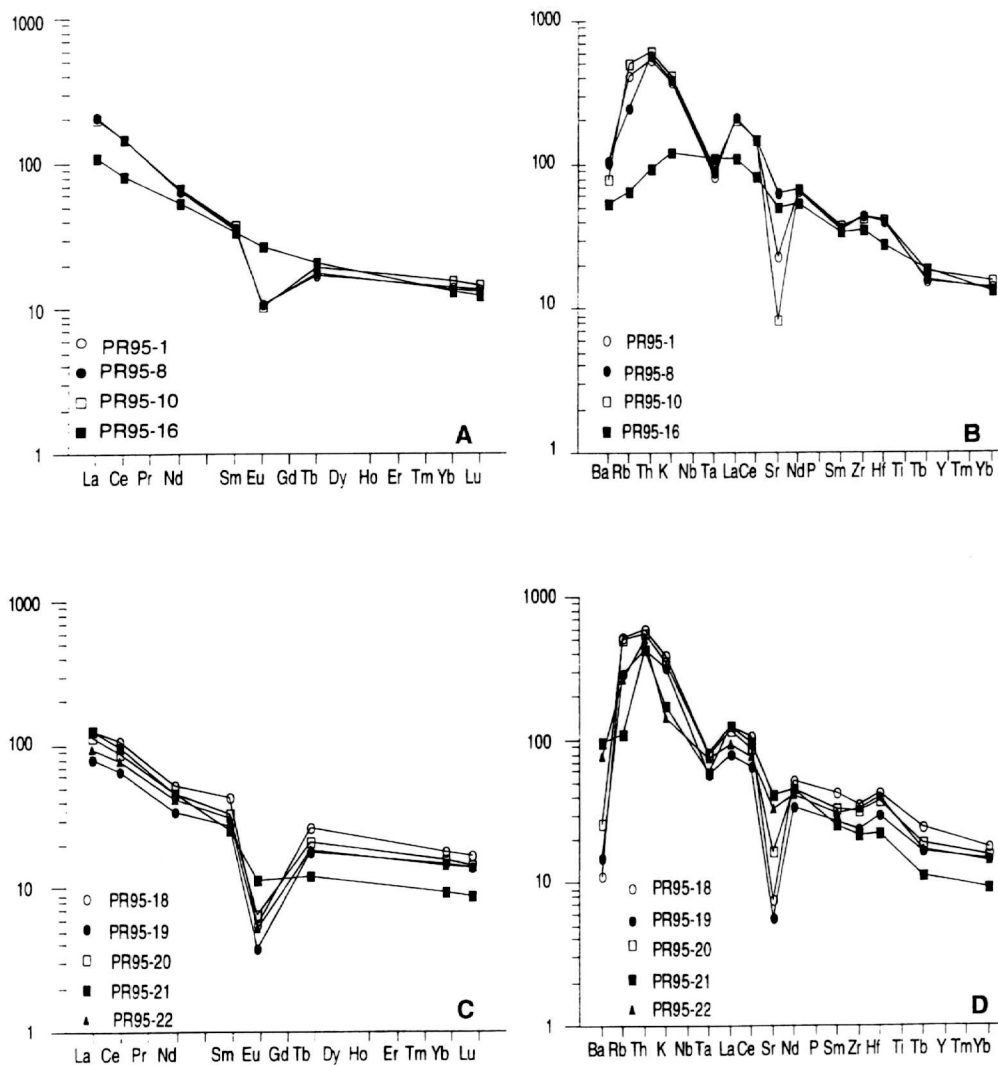 1000
100
10
1
PR95-1
PR95-8
PR95-10
PR95-16
A
La Ce Pr Nd Sm Eu Gd Tb Dy Ho Er Tm Yb Lu
1000
100
10
1
PR95-1
PR95-8
PR95-10
PR95-16
B
Ba Rb Th K Nb Ta La Ce Sr Nd P Sm Zr Hf Ti Tb Y Tm Yb
1000
100
10
1
PR95-18
PR95-19
PR95-20
PR95-21
PR95-22
C
La Ce Pr Nd Sm Eu Gd Tb Dy Ho Er Tm Yb Lu
1000
100
10
1
PR95-18
PR95-19
PR95-20
PR95-21
PR95-22
D
Ba Rb Th K Nb Ta La Ce Sr Nd P Sm Zr Hf Ti Tb Y Tm Yb